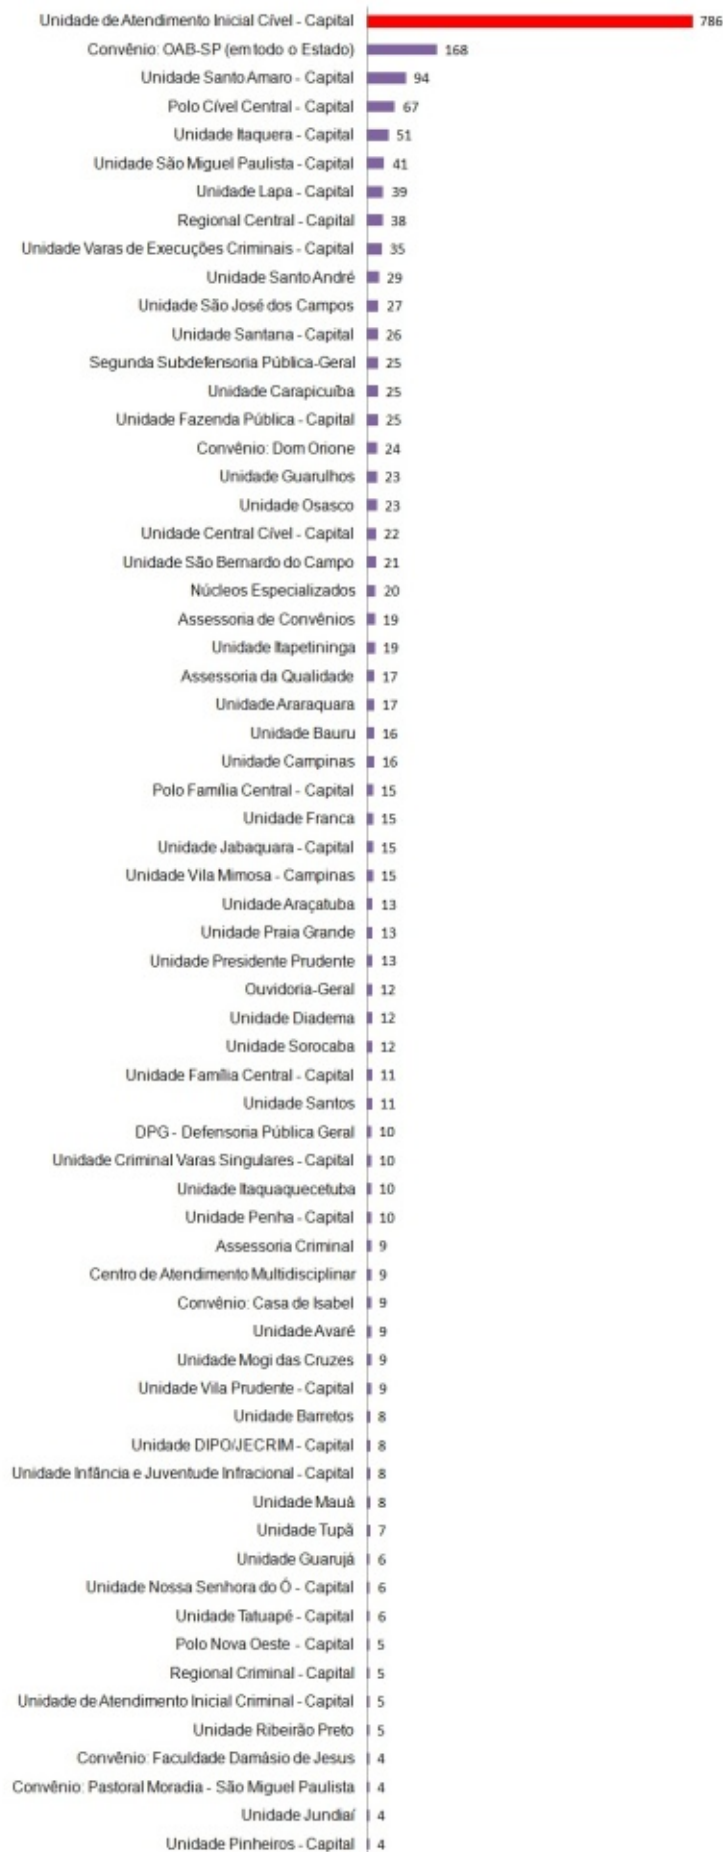 Unidade de Atendimento Inicial Cível - Capital 786
Convênio: OAB-SP (em todo o Estado) 168
Unidade Santo Amaro - Capital 94
Polo Cível Central - Capital 67
Unidade Itaquera - Capital 51
Unidade São Miguel Paulista - Capital 41
Unidade Lapa - Capital 39
Regional Central - Capital 38
Unidade Varas de Execuções Criminais - Capital 35
Unidade Santo André 29
Unidade São José dos Campos 27
Unidade Santana - Capital 26
Segunda Subdefensoria Pública-Geral 25
Unidade Carapicuíba 25
Unidade Fazenda Pública - Capital 25
Convênio: Dom Orione 24
Unidade Guarulhos 23
Unidade Osasco 23
Unidade Central Cível - Capital 22
Unidade São Bernardo do Campo 21
Núcleos Especializados 20
Assessoria de Convênios 19
Unidade Itapetininga 19
Assessoria da Qualidade 17
Unidade Araraquara 17
Unidade Bauru 16
Unidade Campinas 16
Polo Família Central - Capital 15
Unidade Franca 15
Unidade Jabaquara - Capital 15
Unidade Vila Mimosa - Campinas 15
Unidade Araçatuba 13
Unidade Praia Grande 13
Unidade Presidente Prudente 13
Ouvidoria-Geral 12
Unidade Diadema 12
Unidade Sorocaba 12
Unidade Família Central - Capital 11
Unidade Santos 11
DPG - Defensoria Pública Geral 10
Unidade Criminal Varas Singulares - Capital 10
Unidade Itaquaquecetuba 10
Unidade Penha - Capital 10
Assessoria Criminal 9
Centro de Atendimento Multidisciplinar 9
Convênio: Casa de Isabel 9
Unidade Avaré 9
Unidade Mogi das Cruzes 9
Unidade Vila Prudente - Capital 9
Unidade Barretos 8
Unidade DIPO/JECRIM - Capital 8
Unidade Infância e Juventude Infracional - Capital 8
Unidade Mauá 8
Unidade Tupã 7
Unidade Guarujá 6
Unidade Nossa Senhora do Ó - Capital 6
Unidade Tatuapé - Capital 6
Polo Nova Oeste - Capital 5
Regional Criminal - Capital 5
Unidade de Atendimento Inicial Criminal - Capital 5
Unidade Ribeirão Preto 5
Convênio: Faculdade Damásio de Jesus 4
Convênio: Pastoral Moradia - São Miguel Paulista 4
Unidade Jundiaí 4
Unidade Pinheiros - Capital 4